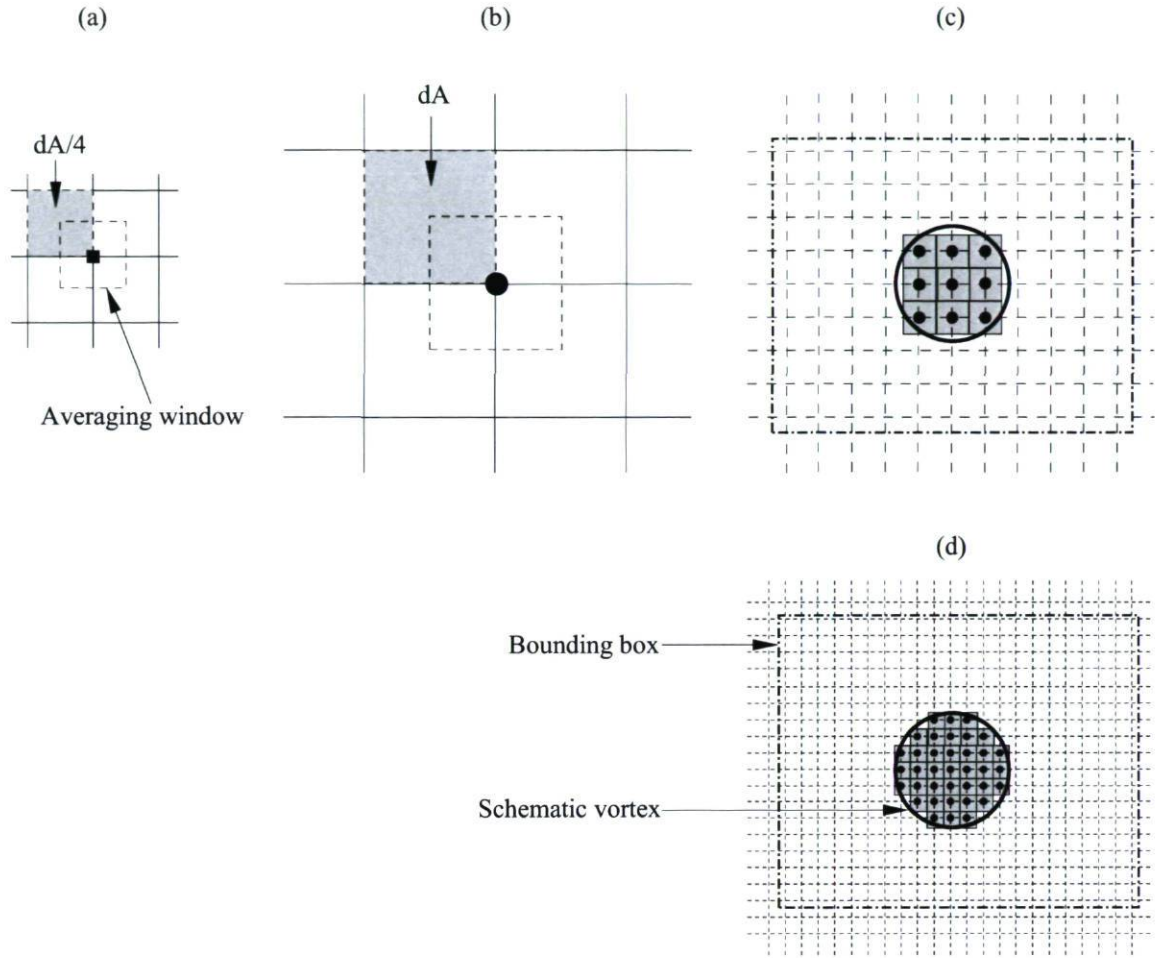 (a)
(b)
(c)
dA
dA/4
Averaging window
(d)
Bounding box
Schematic vortex